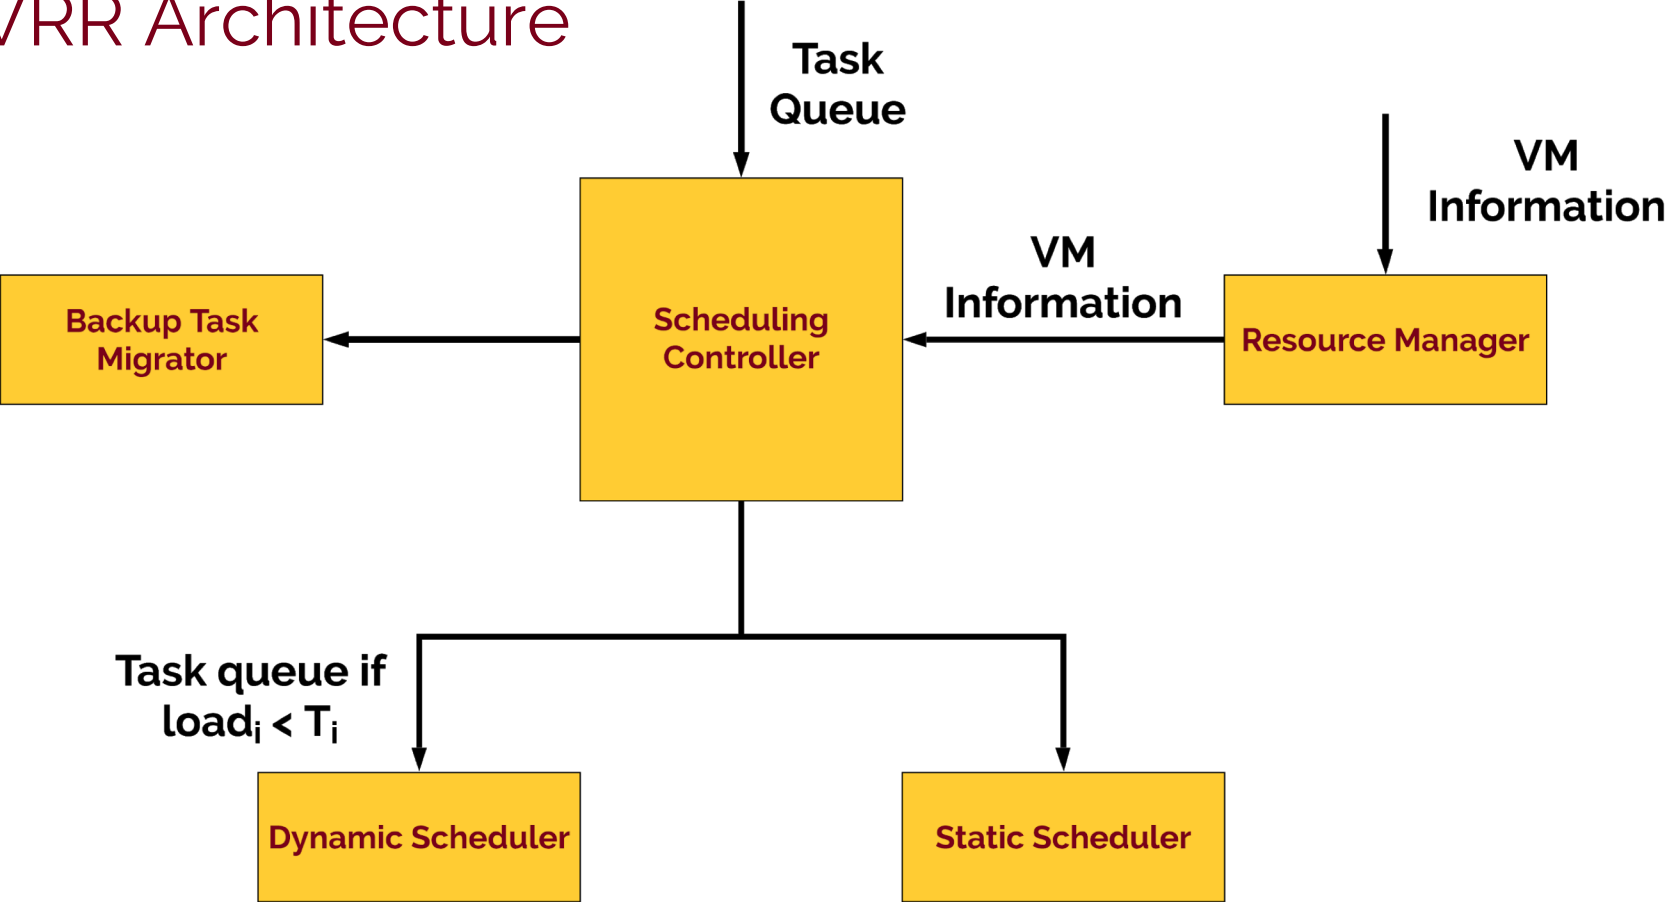 VRR Architecture
Task
Queue
VM
Information
VM
Information
Backup Task
Migrator
Scheduling
Controller
Resource Manager
Task queue if
loadᵢ < Tᵢ
Dynamic Scheduler
Static Scheduler